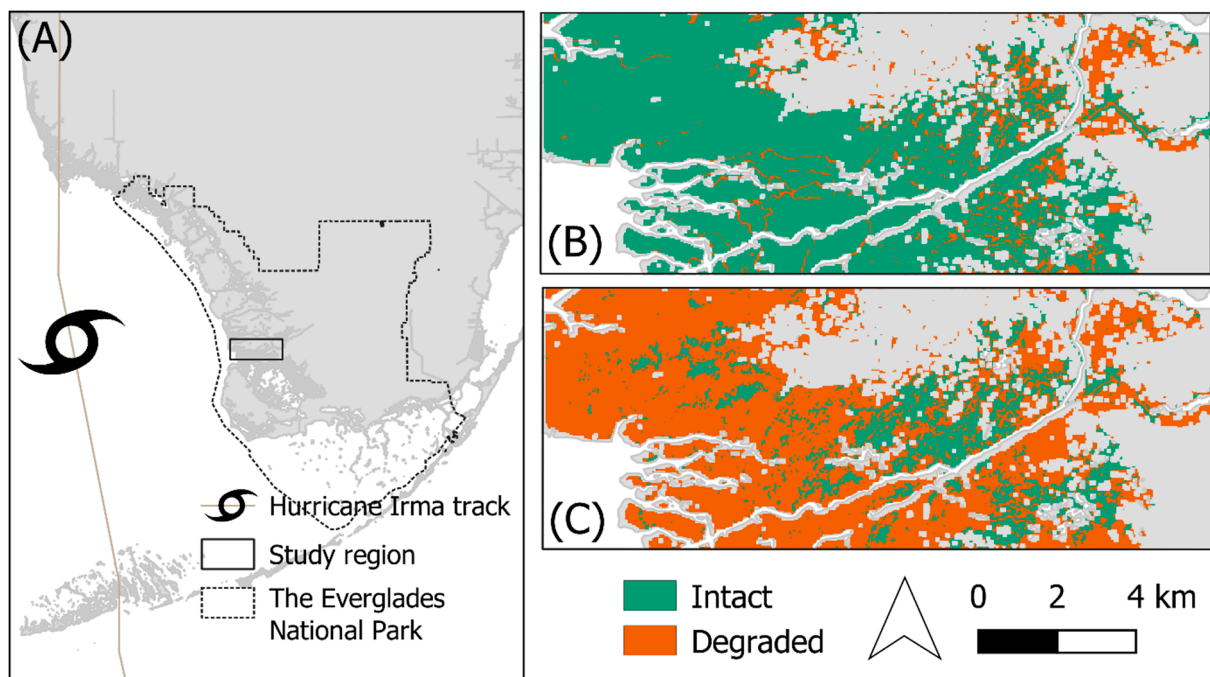 (A)
Hurricane Irma track
Study region
The Everglades
National Park
(B)
(C)
Intact
Degraded
0 2 4 km